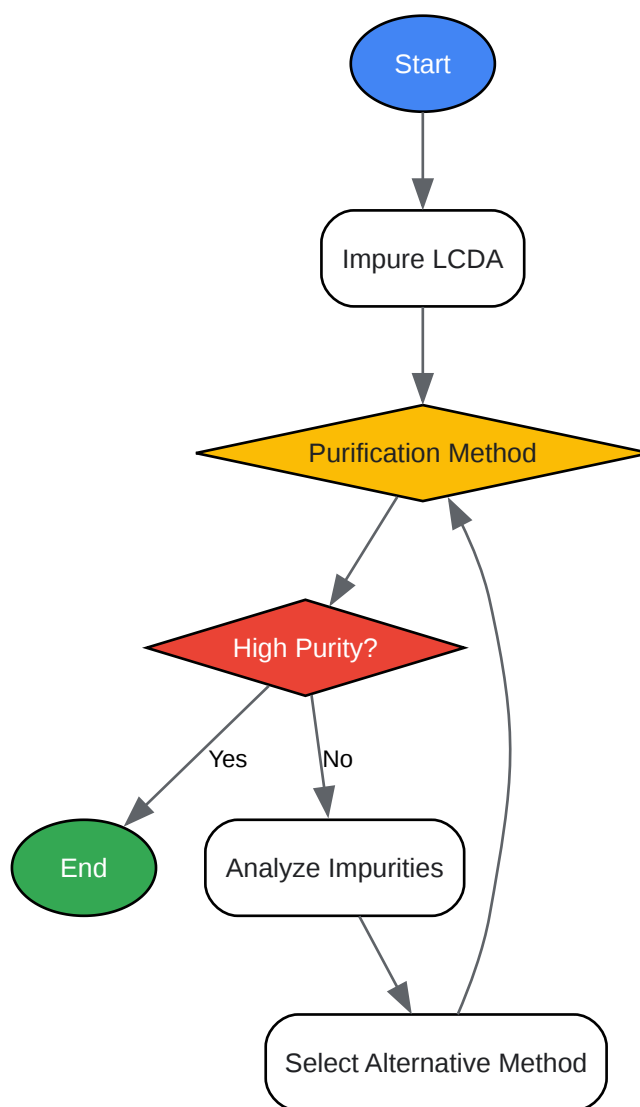 Start
Impure LCDA
Purification Method
High Purity?
Yes
No
End
Analyze Impurities
Select Alternative Method